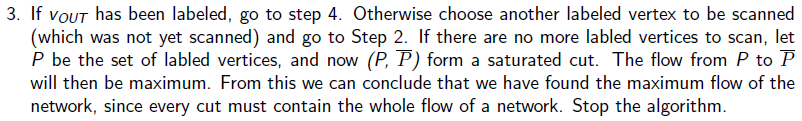 3. If vOUT has been labeled, go to step 4. Otherwise choose another labeled vertex to be scanned
(which was not yet scanned) and go to Step 2. If there are no more labled vertices to scan, let
P be the set of labled vertices, and now (P, P̅) form a saturated cut. The flow from P to P̅
will then be maximum. From this we can conclude that we have found the maximum flow of the
network, since every cut must contain the whole flow of a network. Stop the algorithm.